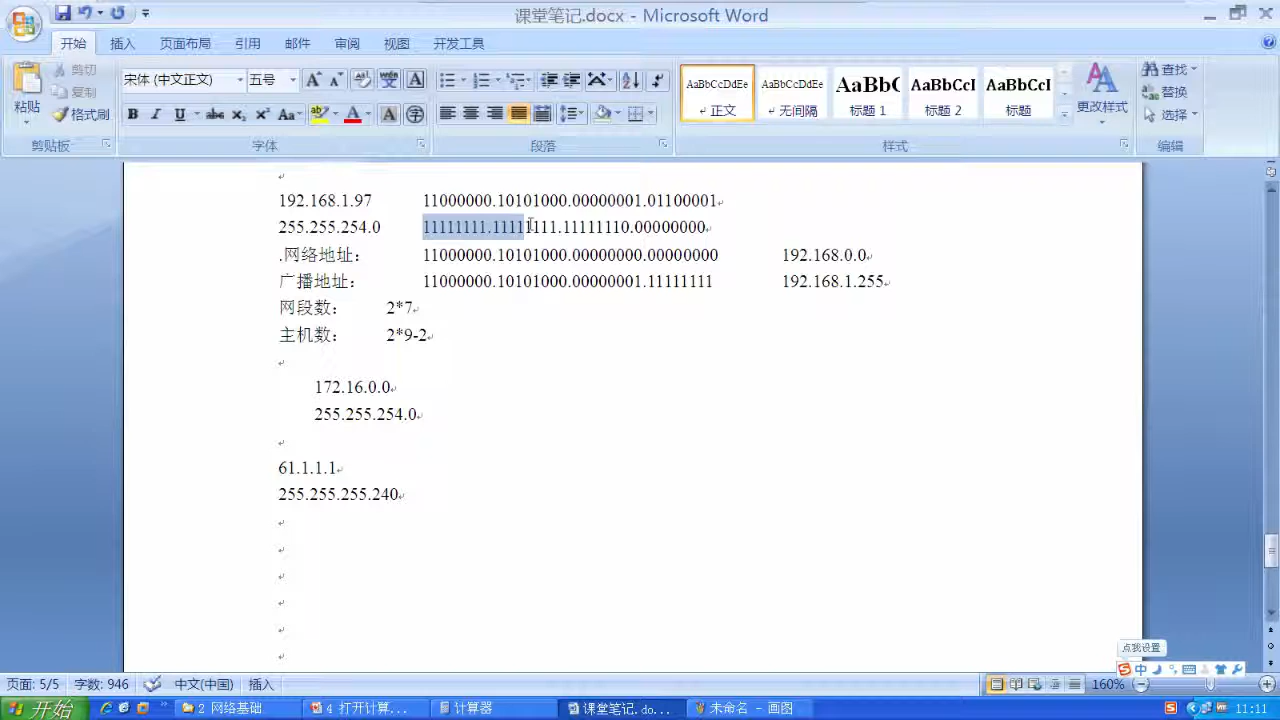 课堂笔记.docx - Microsoft Word
开始 插入 页面布局 引用 邮件 审阅 视图 开发工具
剪切
宋体 (中文正文) 五号
AaBbCcDdEe AaBbCcDdEe AaBbC AaBbCcI AaBbCcI
查找
复制
替换
粘贴
格式刷
正文 无间隔 标题 1 标题 2 标题
更改样式
选择
剪贴板 字体 段落 样式 编辑
192.168.1.97 11000000.10101000.00000001.01100001
255.255.254.0 11111111.11111111.11111110.00000000
.网络地址: 11000000.10101000.00000000.00000000 192.168.0.0
广播地址: 11000000.10101000.00000001.11111111 192.168.1.255
网段数: 2*7
主机数: 2*9-2
172.16.0.0
255.255.254.0
61.1.1.1
255.255.255.240
点我设置
页面: 5/5 字数: 946 中文(中国) 插入 160%
开始 2 网络基础 4 打开计算... 计算器 课堂笔记.do... 未命名 - 画图 11:11